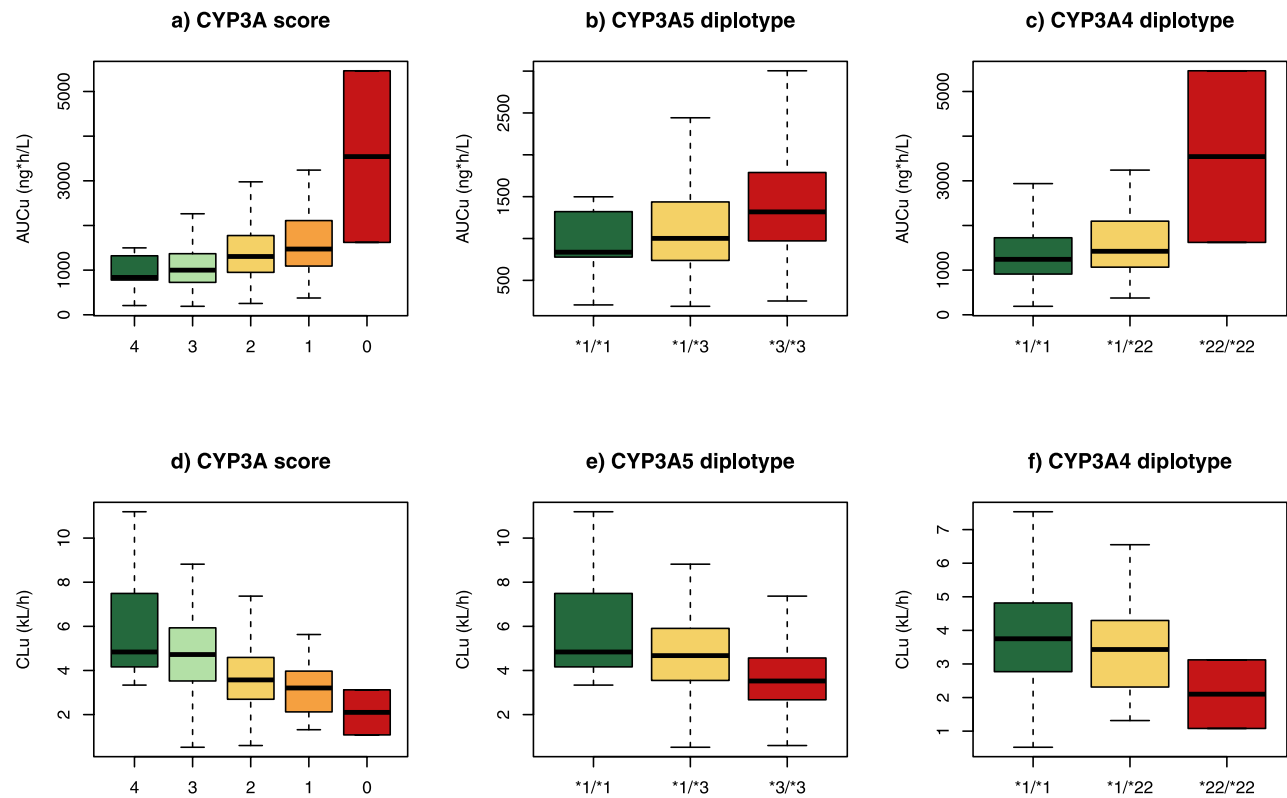 a) CYP3A score
b) CYP3A5 diplotype
c) CYP3A4 diplotype
AUCu (ng*h/L)
0
1000
3000
5000
4 3 2 1 0
AUCu (ng*h/L)
500
1500
2500
*1/*1 *1/*3 *3/*3
AUCu (ng*h/L)
0
1000
3000
5000
*1/*1 *1/*22 *22/*22
d) CYP3A score
e) CYP3A5 diplotype
f) CYP3A4 diplotype
CLu (kL/h)
2
4
6
8
10
4 3 2 1 0
CLu (kL/h)
2
4
6
8
10
*1/*1 *1/*3 *3/*3
CLu (kL/h)
1
2
3
4
5
6
7
*1/*1 *1/*22 *22/*22